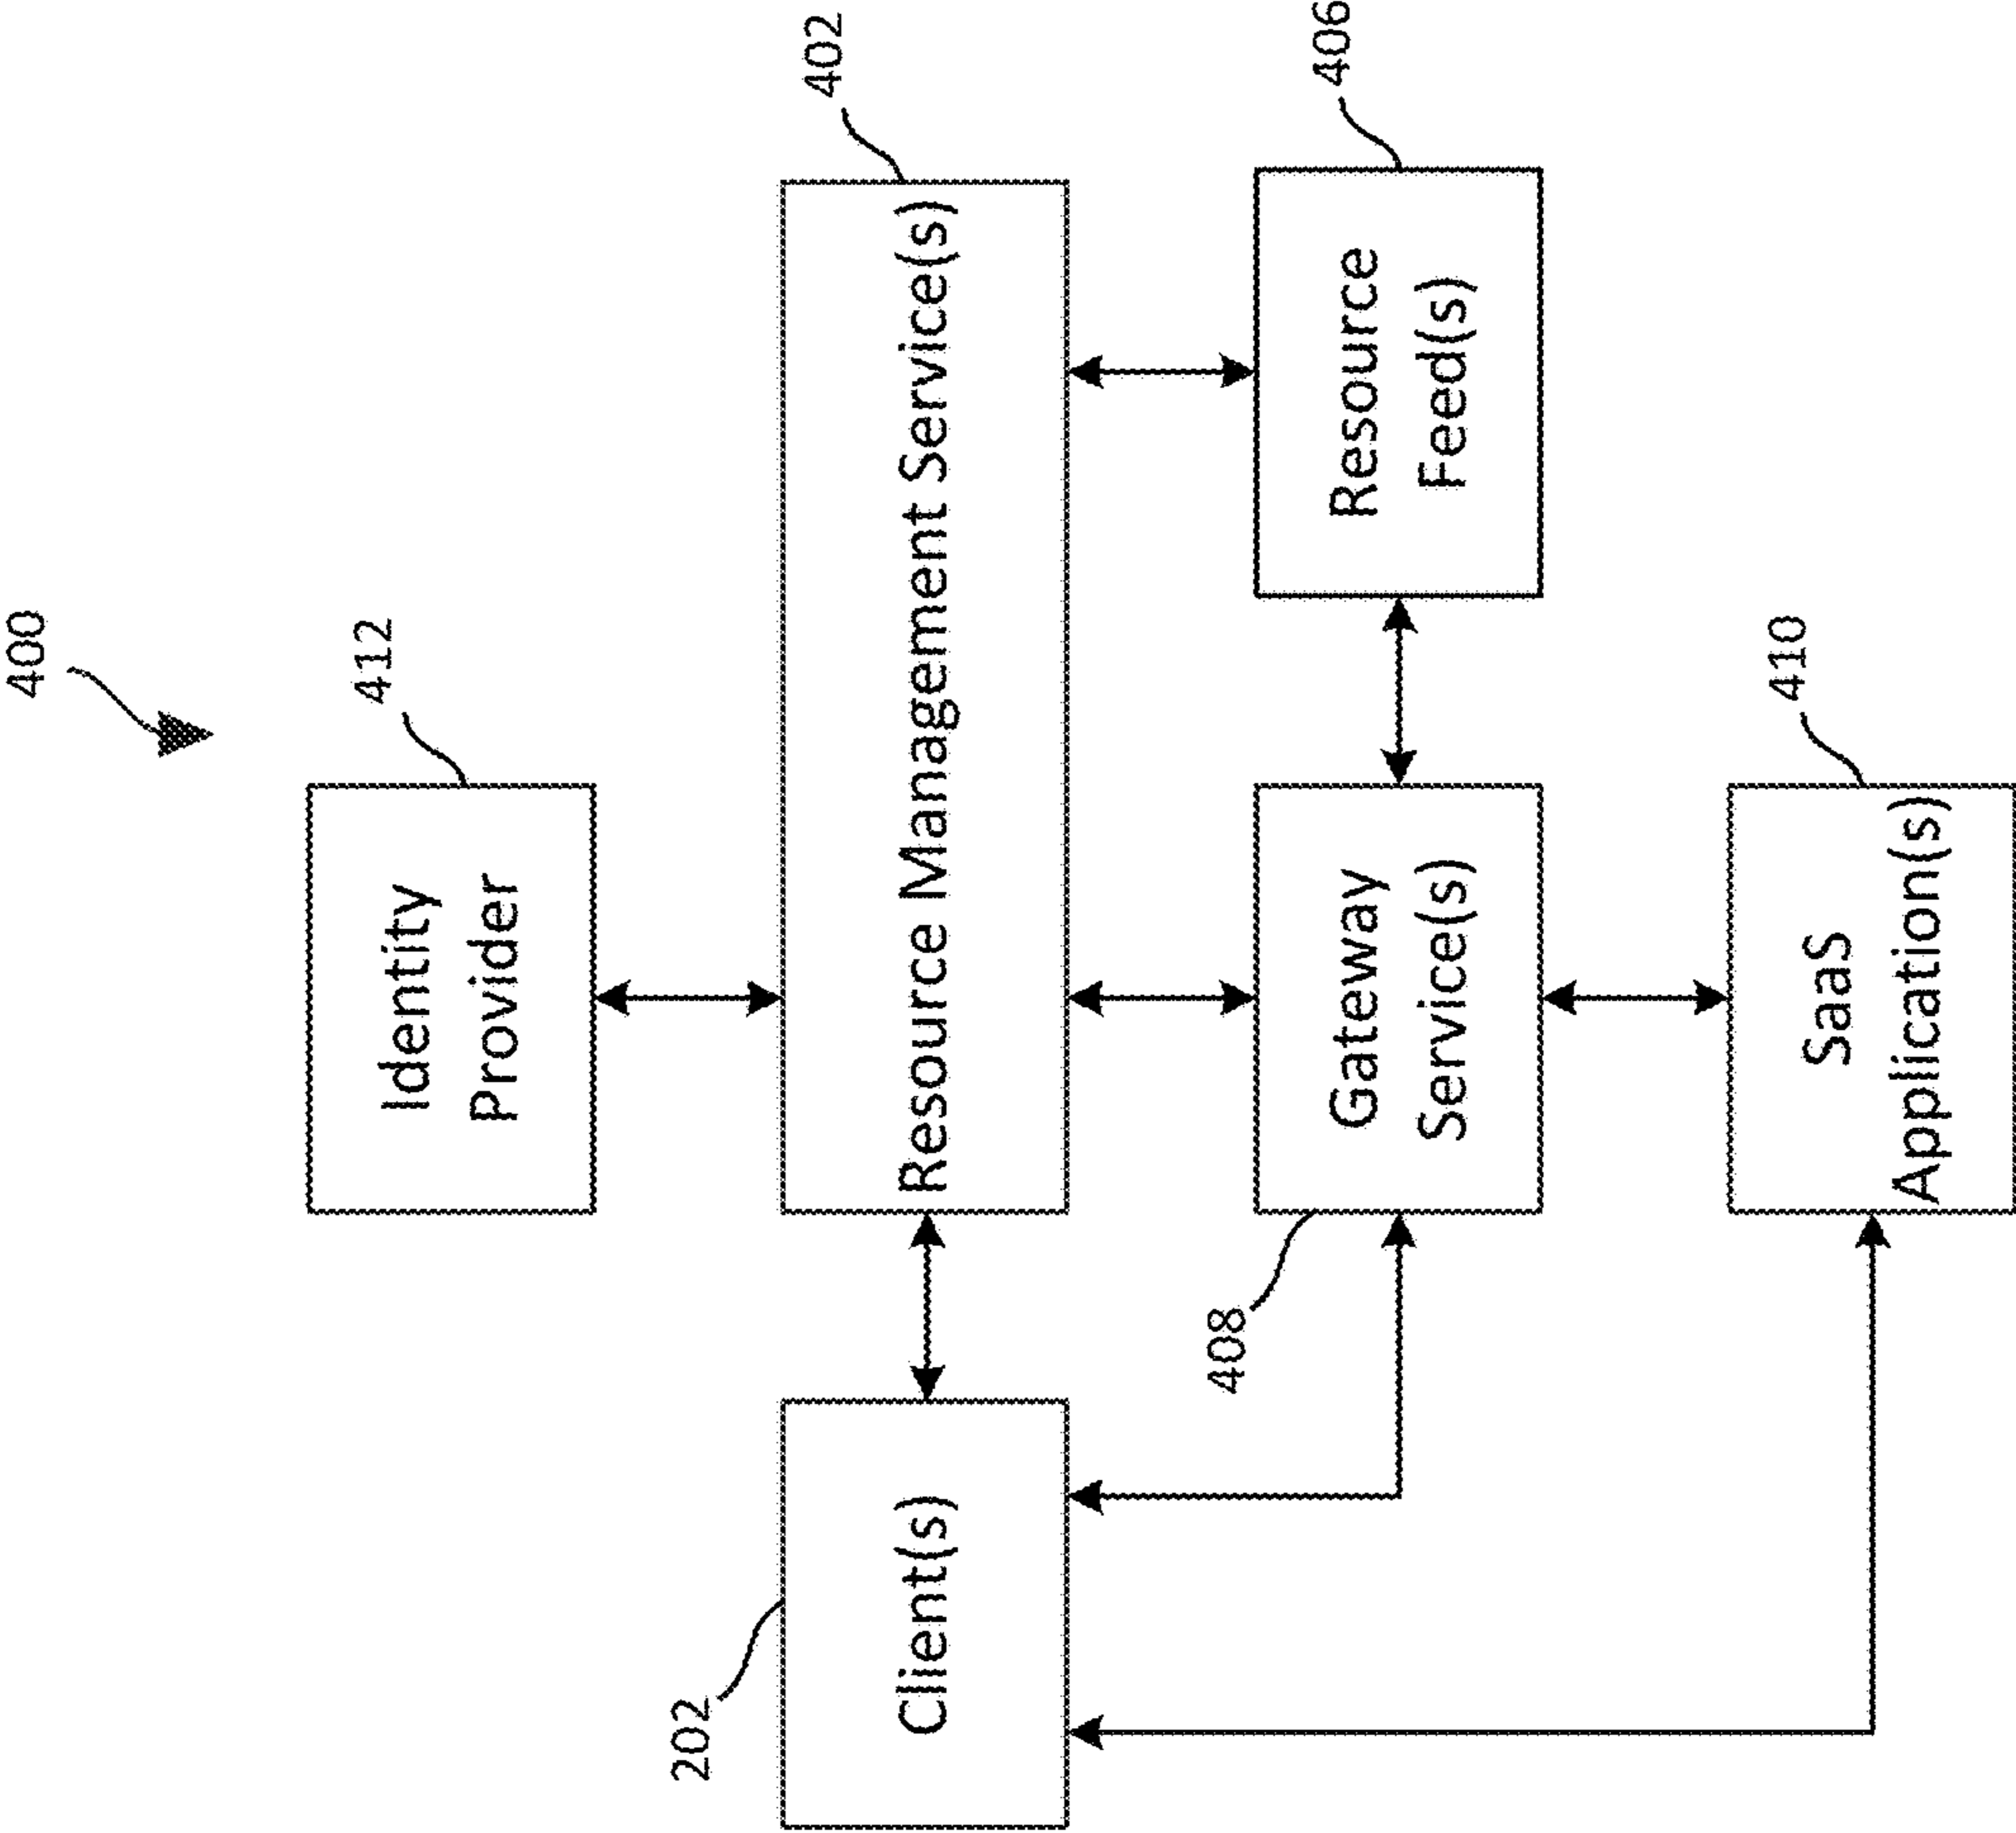 400
412
Identity
Provider
402
Resource Management Service(s)
202
Client(s)
406
Resource
Feed(s)
408
Gateway
Service(s)
410
SaaS
Application(s)